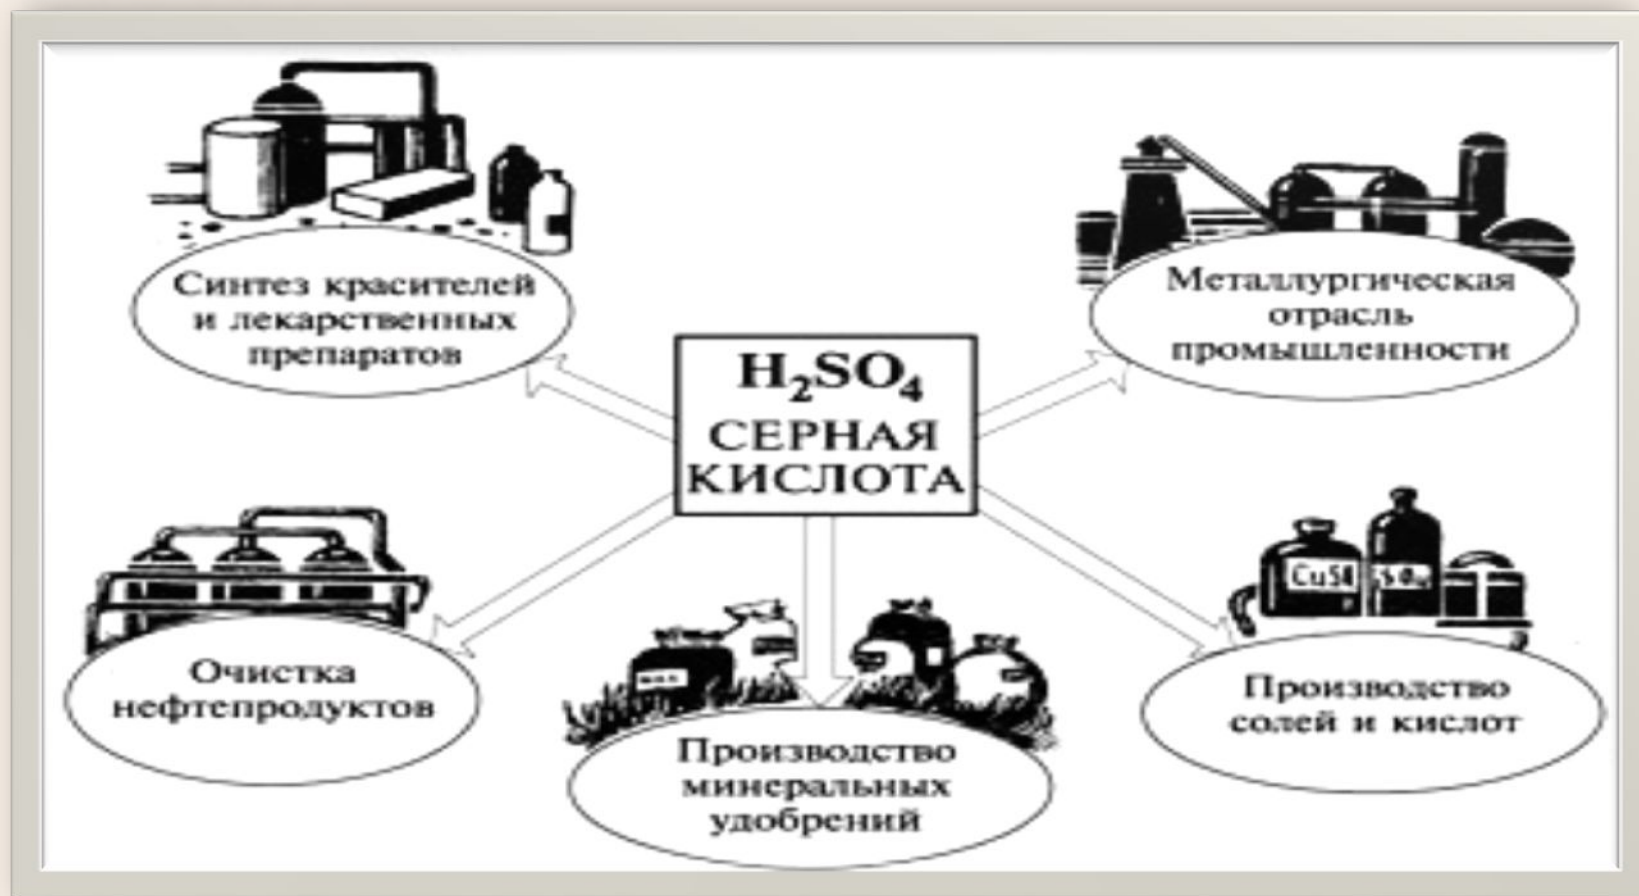 Синтез красителей
и лекарственных
препаратов
Металлургическая
отрасль
промышленности
H₂SO₄
СЕРНАЯ
КИСЛОТА
Очистка
нефтепродуктов
Производство
минеральных
удобрений
Производство
солей и кислот